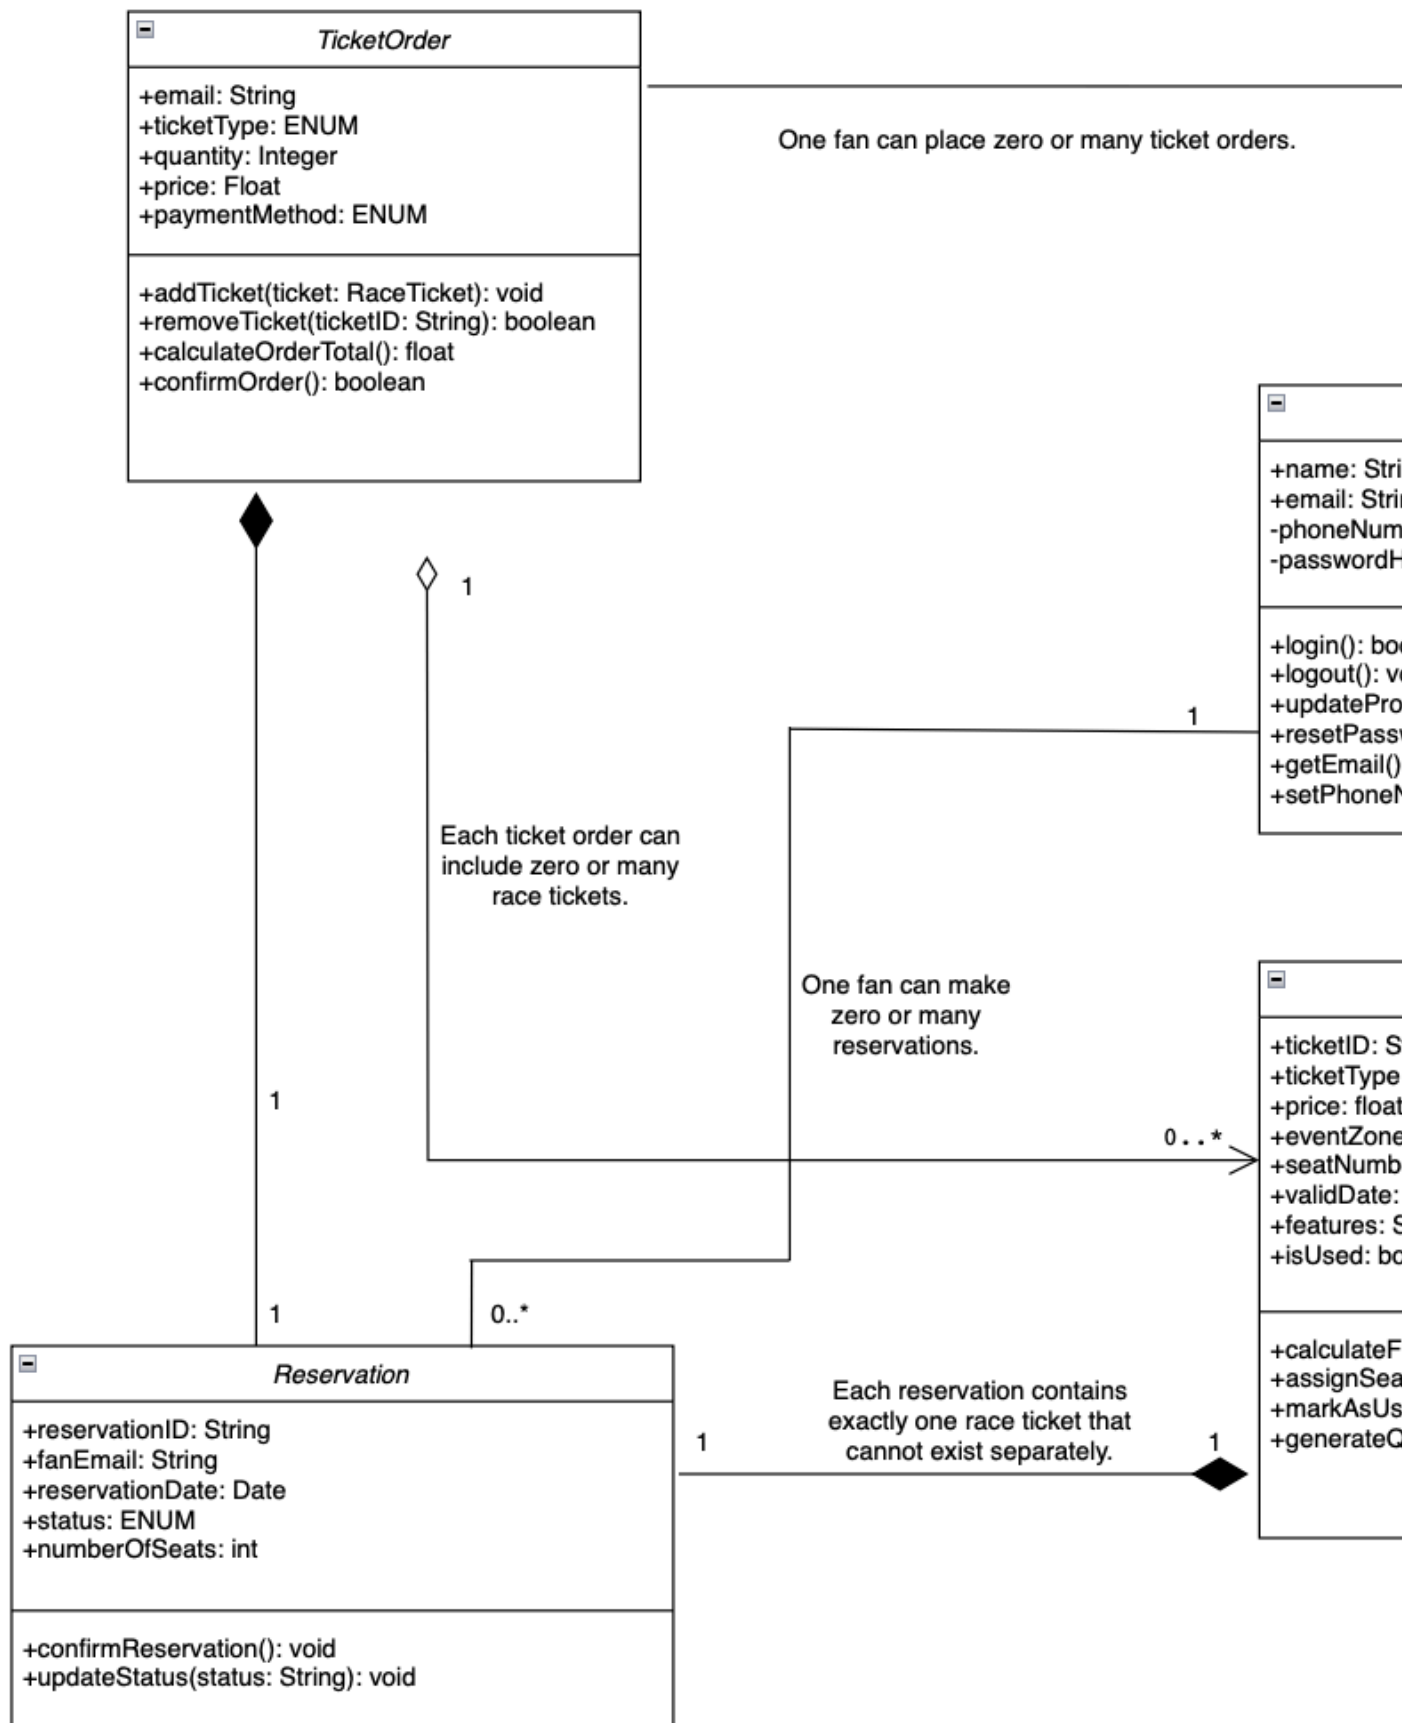 TicketOrder
+email: String
+ticketType: ENUM
+quantity: Integer
+price: Float
+paymentMethod: ENUM
+addTicket(ticket: RaceTicket): void
+removeTicket(ticketID: String): boolean
+calculateOrderTotal(): float
+confirmOrder(): boolean
One fan can place zero or many ticket orders.
1
Each ticket order can
include zero or many
race tickets.
+name: Stri
+email: Strin
-phoneNum
-passwordH
+login(): boo
+logout(): vo
+updatePro
+resetPassw
+getEmail()
+setPhoneN
1
One fan can make
zero or many
reservations.
1
0..*
+ticketID: St
+ticketType
+price: float
+eventZone
+seatNumb
+validDate:
+features: S
+isUsed: bo
+calculateF
+assignSea
+markAsUs
+generateQ
1
0..*
Reservation
+reservationID: String
+fanEmail: String
+reservationDate: Date
+status: ENUM
+numberOfSeats: int
+confirmReservation(): void
+updateStatus(status: String): void
1
Each reservation contains
exactly one race ticket that
cannot exist separately.
1